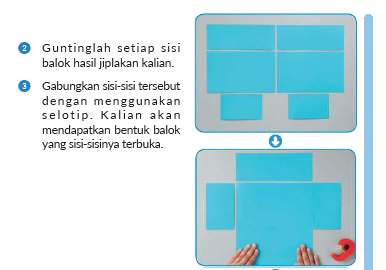 2 Guntinglah setiap sisi
balok hasil jiplakan kalian.
3 Gabungkan sisi-sisi tersebut
dengan menggunakan
selotip. Kalian akan
mendapatkan bentuk balok
yang sisi-sisinya terbuka.